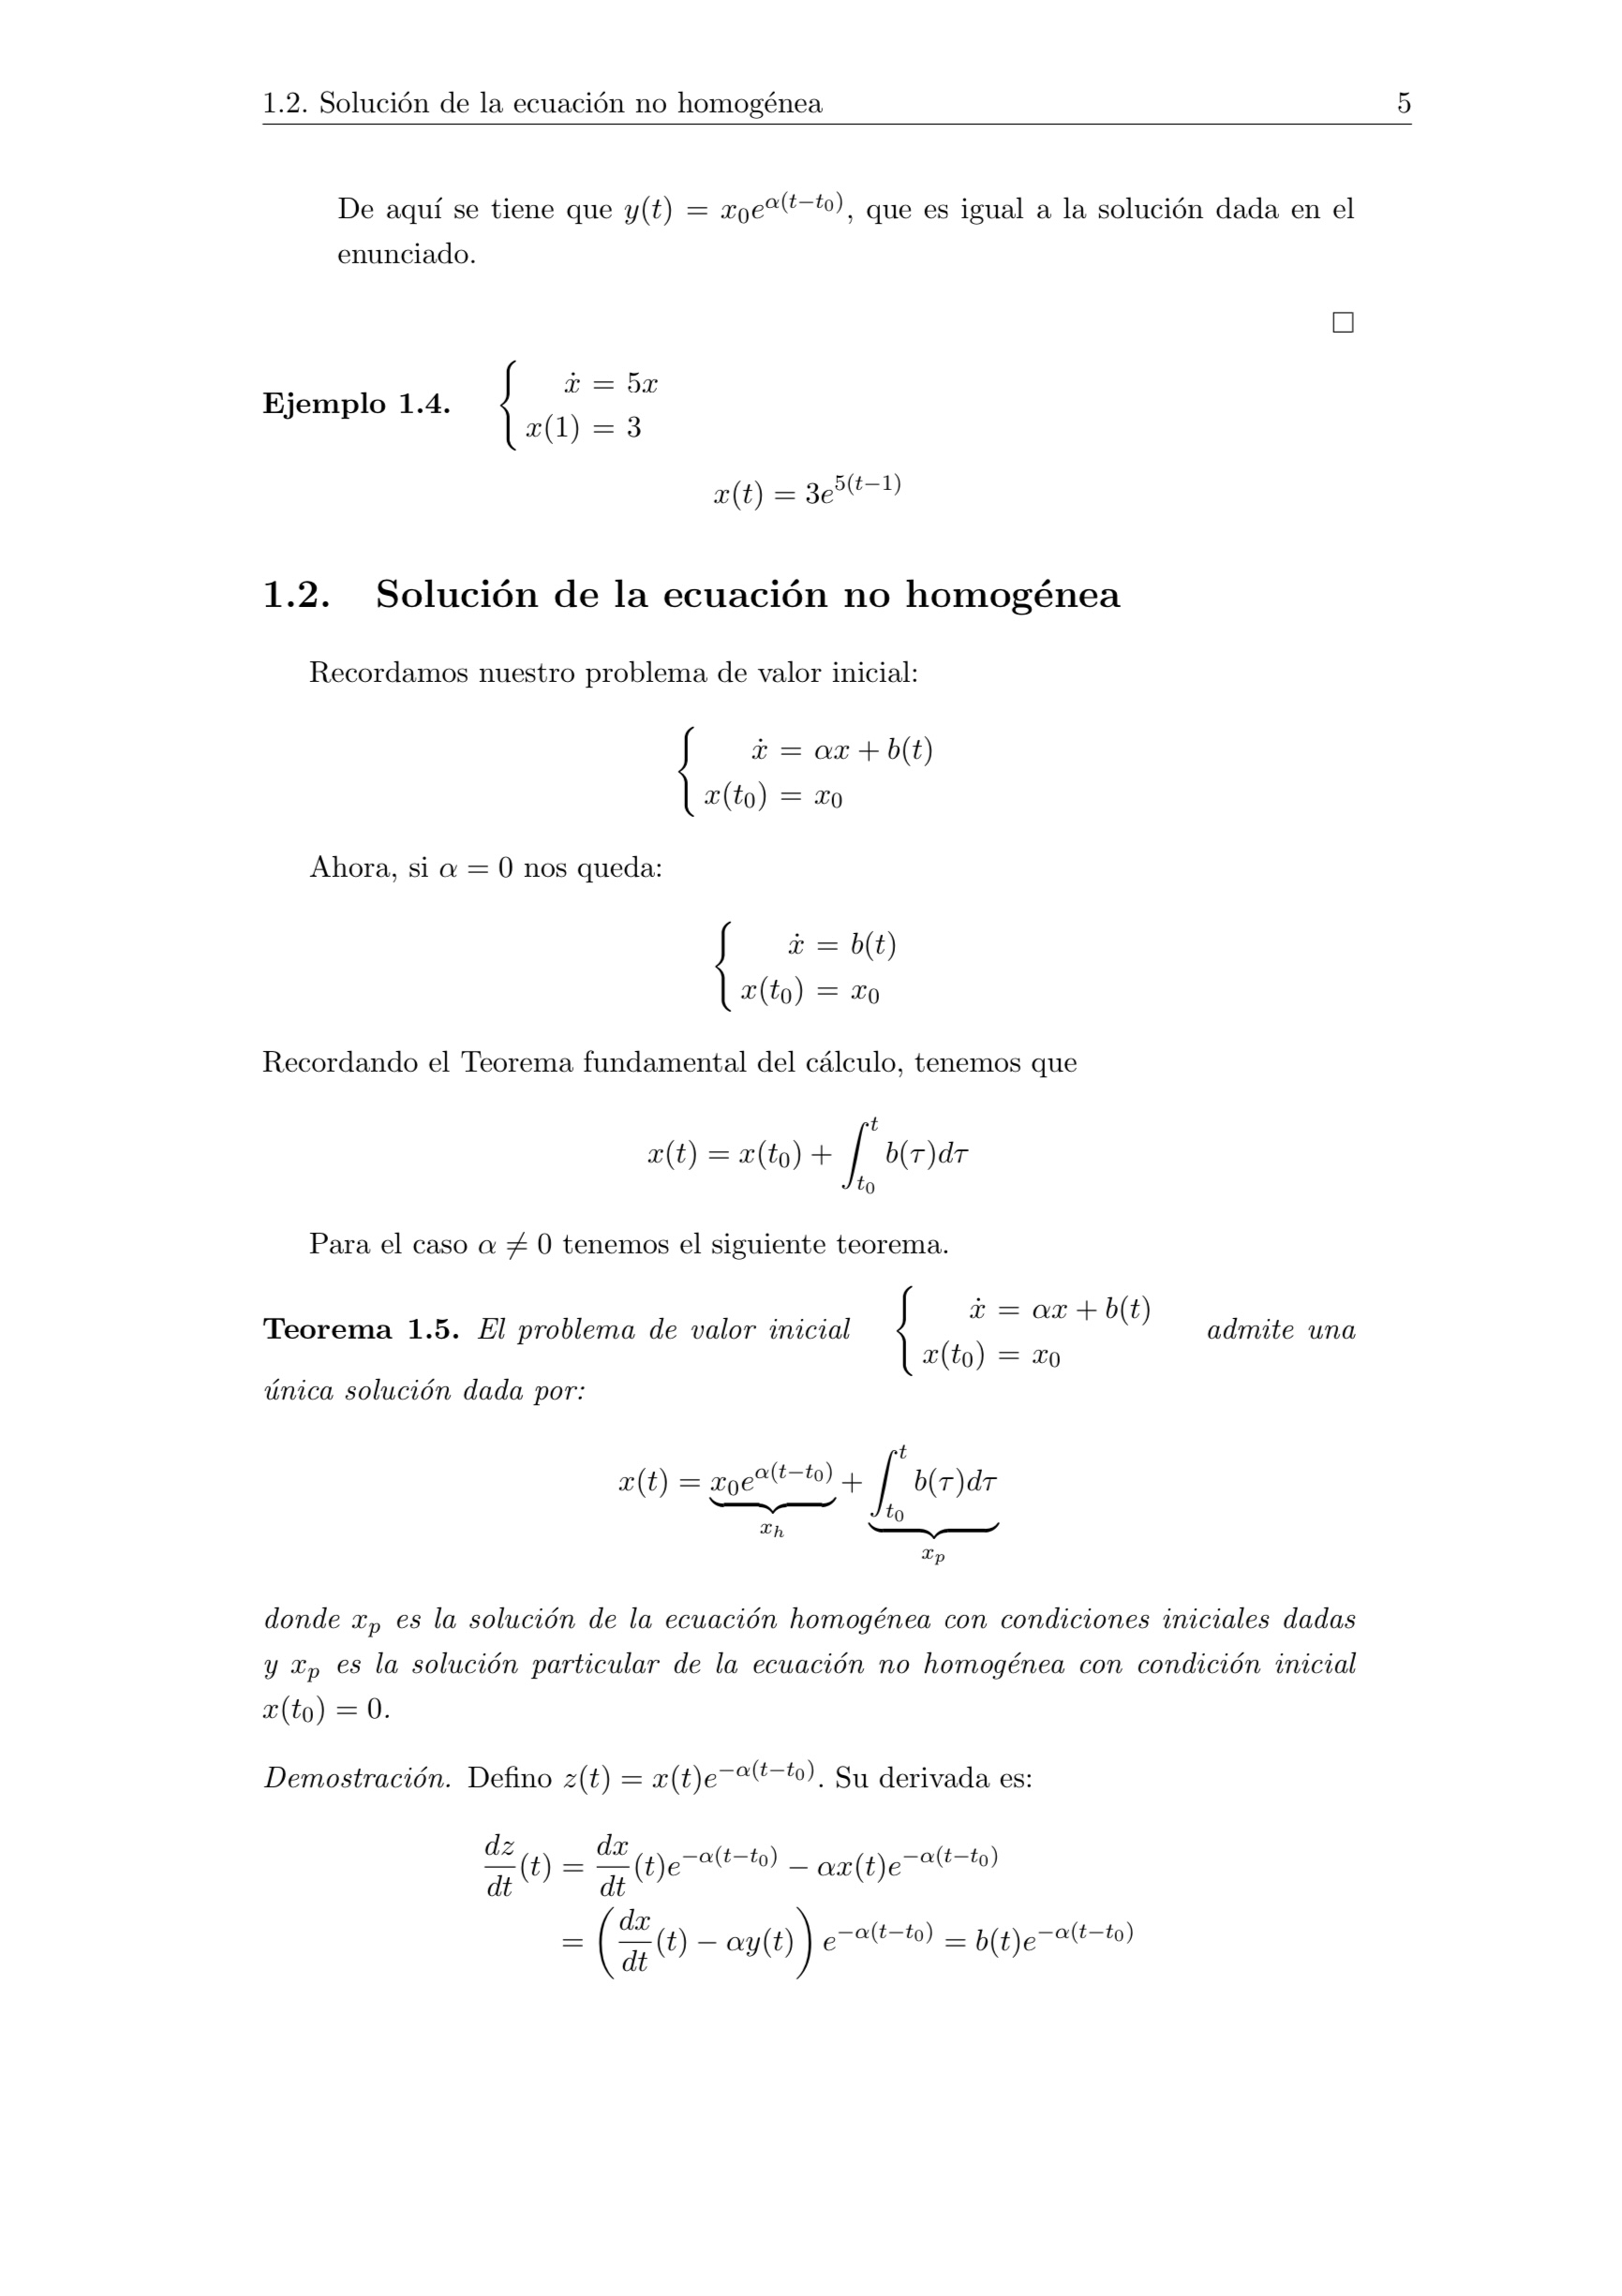 1.2. Solución de la ecuación no homogénea 5
De aquí se tiene que $y(t) = x_0e^{\alpha(t-t_0)}$, que es igual a la solución dada en el
enunciado.
□
Ejemplo 1.4. $\begin{cases} \dot{x} = 5x \\ x(1) = 3 \end{cases}$
$x(t) = 3e^{5(t-1)}$
1.2. Solución de la ecuación no homogénea
Recordamos nuestro problema de valor inicial:
$\begin{cases} \dot{x} = \alpha x + b(t) \\ x(t_0) = x_0 \end{cases}$
Ahora, si $\alpha = 0$ nos queda:
$\begin{cases} \dot{x} = b(t) \\ x(t_0) = x_0 \end{cases}$
Recordando el Teorema fundamental del cálculo, tenemos que
$x(t) = x(t_0) + \int_{t_0}^{t} b(\tau)d\tau$
Para el caso $\alpha \neq 0$ tenemos el siguiente teorema.
Teorema 1.5. El problema de valor inicial $\begin{cases} \dot{x} = \alpha x + b(t) \\ x(t_0) = x_0 \end{cases}$ admite una
única solución dada por:
$x(t) = \underbrace{x_0e^{\alpha(t-t_0)}}_{x_h} + \underbrace{\int_{t_0}^{t} b(\tau)d\tau}_{x_p}$
donde $x_p$ es la solución de la ecuación homogénea con condiciones iniciales dadas
y $x_p$ es la solución particular de la ecuación no homogénea con condición inicial
$x(t_0) = 0$.
Demostración. Defino $z(t) = x(t)e^{-\alpha(t-t_0)}$. Su derivada es:
$\frac{dz}{dt}(t) = \frac{dx}{dt}(t)e^{-\alpha(t-t_0)} - \alpha x(t)e^{-\alpha(t-t_0)}$
$= \left(\frac{dx}{dt}(t) - \alpha y(t)\right) e^{-\alpha(t-t_0)} = b(t)e^{-\alpha(t-t_0)}$